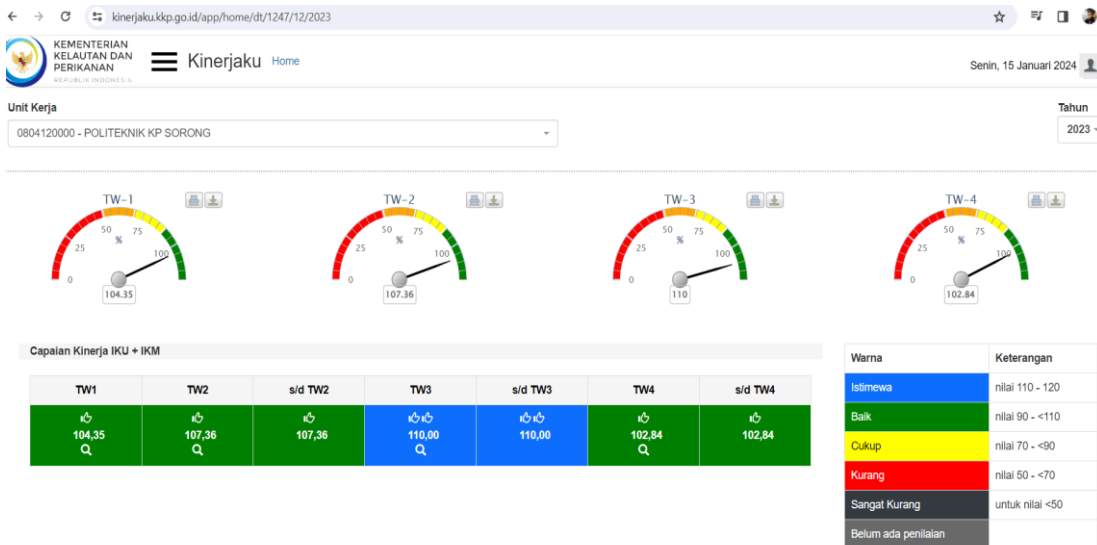 kinerjaku.kkp.go.id/app/home/dt/1247/12/2023
KEMENTERIAN
KELAUTAN DAN
PERIKANAN
REPUBLIK INDONESIA
Kinerjaku Home
Senin, 15 Januari 2024
Unit Kerja
Tahun
0804120000 - POLITEKNIK KP SORONG
2023
TW-1
0 25 50 75 100
%
104.35
TW-2
0 25 50 75 100
%
107.36
TW-3
0 25 50 75 100
%
110
TW-4
0 25 50 75 100
%
102.84
Capaian Kinerja IKU + IKM
TW1 TW2 s/d TW2 TW3 s/d TW3 TW4 s/d TW4
104,35 107,36 107,36 110,00 110,00 102,84 102,84
Warna Keterangan
Istimewa nilai 110 - 120
Baik nilai 90 - <110
Cukup nilai 70 - <90
Kurang nilai 50 - <70
Sangat Kurang untuk nilai <50
Belum ada penilaian